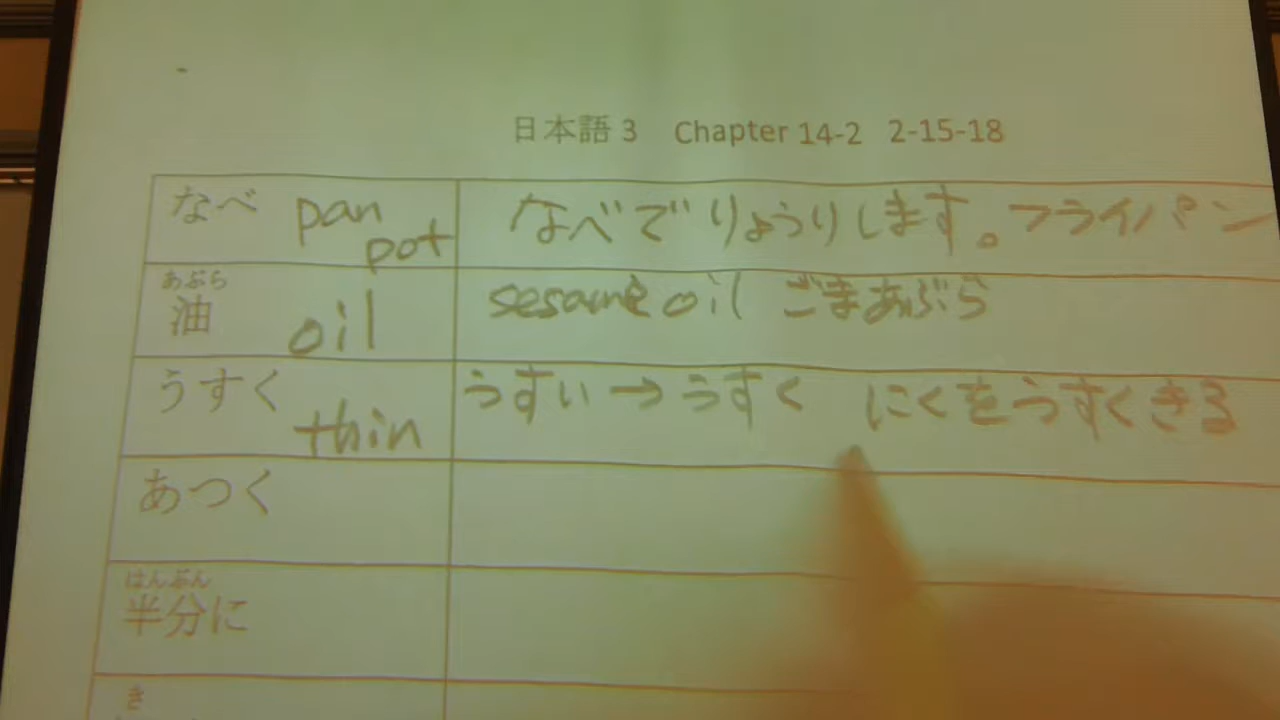 日本語 3 Chapter 14-2 2-15-18
なべ pan pot なべで りょうりします。フライパン
あぶら
油 oil sesame oil ごまあぶら
うすく thin うすい→うすく にくをうすくきる
あつく
はんぶん
半分に
き